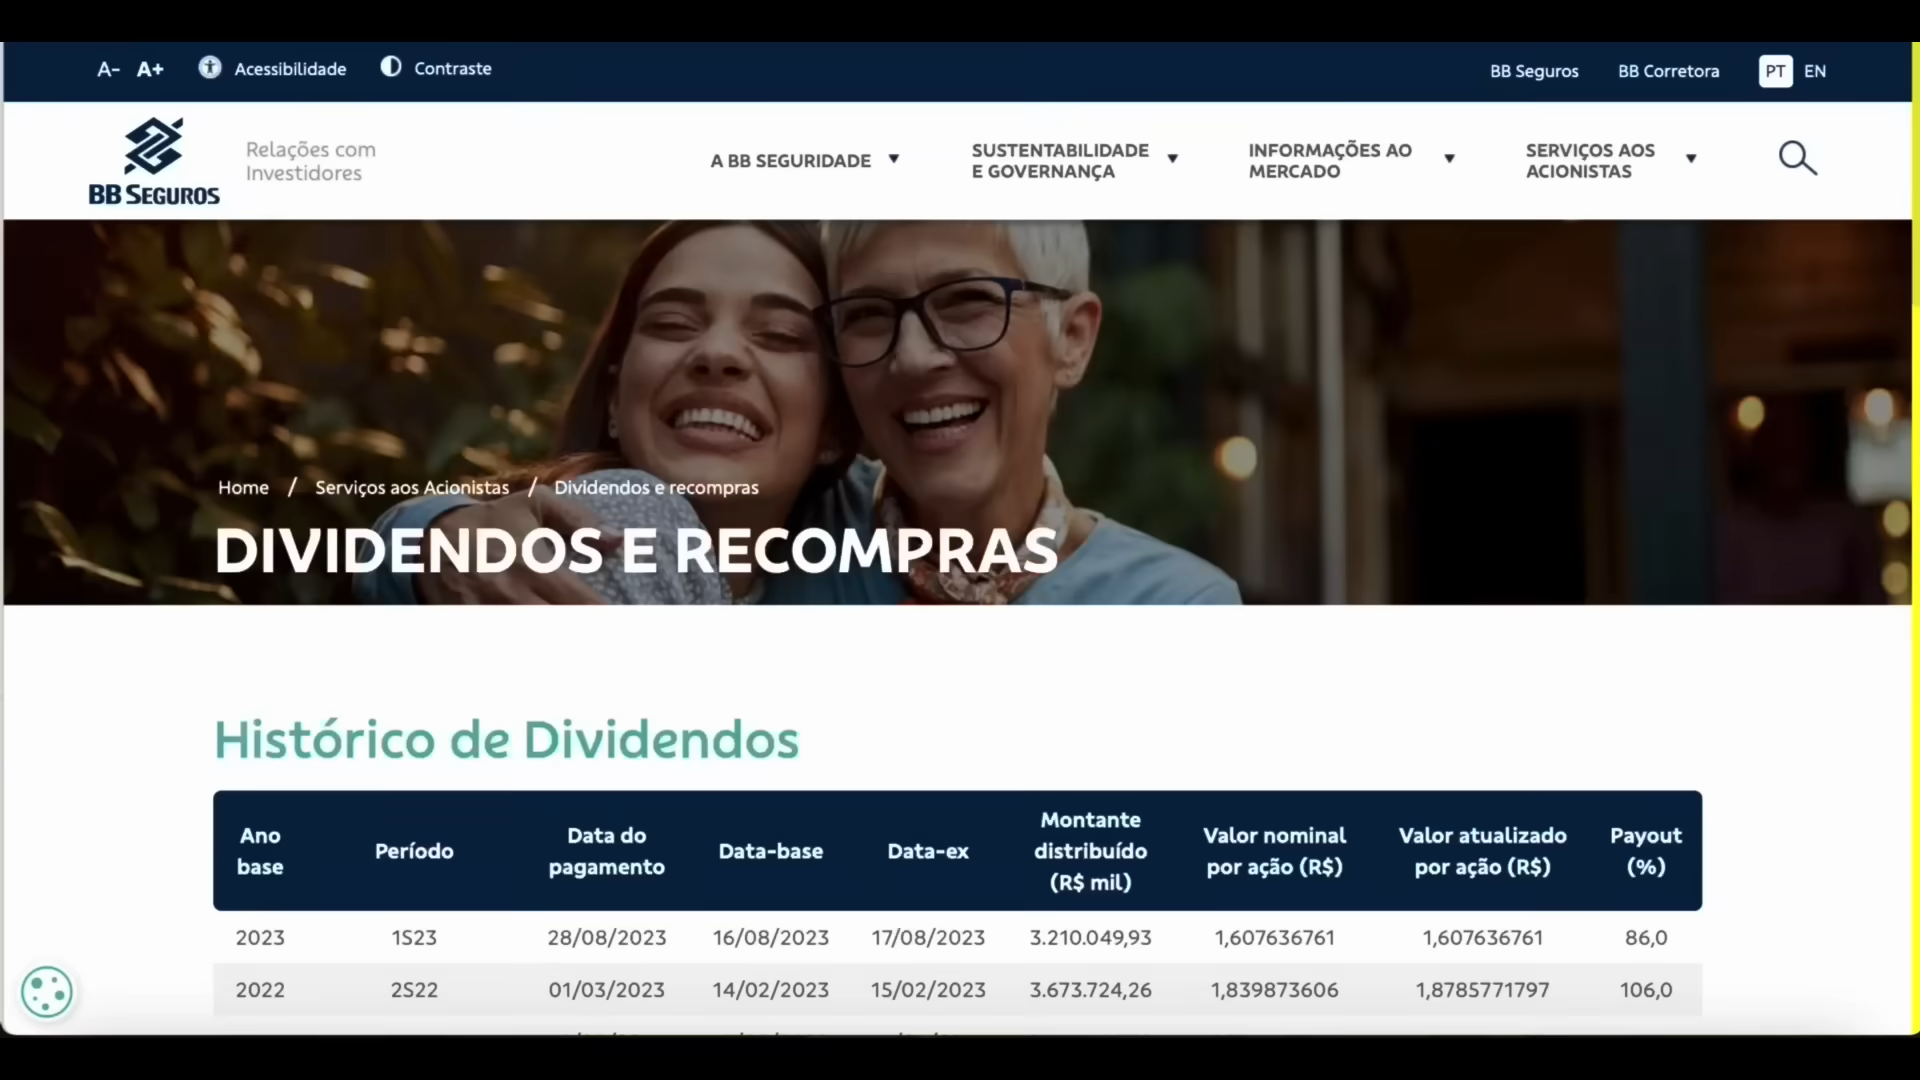 A- A+ Acessibilidade Contraste BB Seguros BB Corretora PT EN
BB SEGUROS
Relações com
Investidores
A BB SEGURIDADE
SUSTENTABILIDADE
E GOVERNANÇA
INFORMAÇÕES AO
MERCADO
SERVIÇOS AOS
ACIONISTAS
Home / Serviços aos Acionistas / Dividendos e recompras
DIVIDENDOS E RECOMPRAS
Histórico de Dividendos
Ano
base
Período
Data do
pagamento
Data-base
Data-ex
Montante
distribuído
(R$ mil)
Valor nominal
por ação (R$)
Valor atualizado
por ação (R$)
Payout
(%)
2023 1S23 28/08/2023 16/08/2023 17/08/2023 3.210.049,93 1,607636761 1,607636761 86,0
2022 2S22 01/03/2023 14/02/2023 15/02/2023 3.673.724,26 1,839873606 1,8785771797 106,0